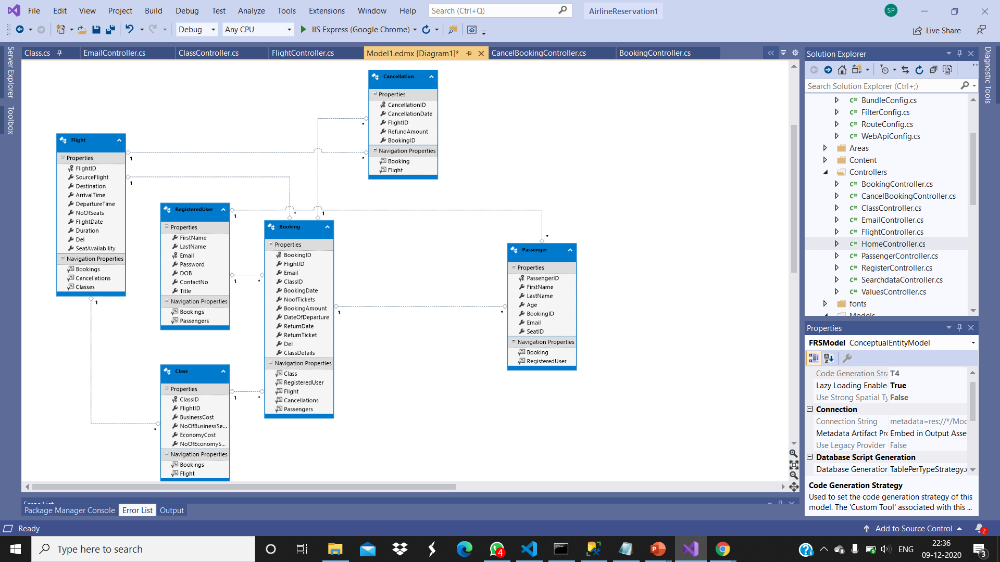 File Edit View Project Build Debug Test Analyze Tools Extensions Window Help Search (Ctrl+Q) AirlineReservation1 SP
Debug Any CPU IIS Express (Google Chrome) Live Share
Server Explorer
Toolbox
Class.cs EmailController.cs ClassController.cs FlightController.cs Model1.edmx [Diagram1]* CancelBookingController.cs BookingController.cs
Cancellation
Properties
CancellationID
CancellationDate
FlightID
RefundAmount
BookingID
Navigation Properties
Booking
Flight
Flight
Properties
FlightID
SourceFlight
Destination
ArrivalTime
DepartureTime
NoOfSeats
FlightDate
Duration
Del
SeatAvailability
Navigation Properties
Bookings
Cancellations
Classes
RegisteredUser
Properties
FirstName
LastName
Email
Password
DOB
ContactNo
Title
Navigation Properties
Bookings
Passengers
Booking
Properties
BookingID
FlightID
Email
ClassID
BookingDate
NoofTickets
BookingAmount
DateOfDeparture
ReturnDate
ReturnTicket
Del
ClassDetails
Navigation Properties
Class
RegisteredUser
Flight
Cancellations
Passengers
Passenger
Properties
PassengerID
FirstName
LastName
Age
BookingID
Email
SeatID
Navigation Properties
Booking
RegisteredUser
Class
Properties
ClassID
FlightID
BusinessCost
NoOfBusinessSe...
EconomyCost
NoOfEconomyS...
Navigation Properties
Bookings
Flight
1 *
1 *
1 *
1 *
1 *
1 *
1 *
1 *
Solution Explorer
Search Solution Explorer (Ctrl+;)
C# BundleConfig.cs
C# FilterConfig.cs
C# RouteConfig.cs
C# WebApiConfig.cs
Areas
Content
Controllers
C# BookingController.cs
C# CancelBookingController.cs
C# ClassController.cs
C# EmailController.cs
C# FlightController.cs
C# HomeController.cs
C# PassengerController.cs
C# RegisterController.cs
C# SearchdataController.cs
C# ValuesController.cs
fonts
Models
Diagnostic Tools
Properties
FRSModel ConceptualEntityModel
Code Generation Stra T4
Lazy Loading Enable True
Use Strong Spatial Ty False
Connection
Connection String metadata=res://*/Moc
Metadata Artifact Pro Embed in Output Asse
Use Legacy Provider False
Database Script Generation
Database Generation TablePerTypeStrategy.x
Code Generation Strategy
Used to set the code generation strategy of this
model. The 'Custom Tool' associated with this ...
Error List
Package Manager Console Error List Output
Ready Add to Source Control 2
Type here to search 4 ENG 22:36
09-12-2020 3